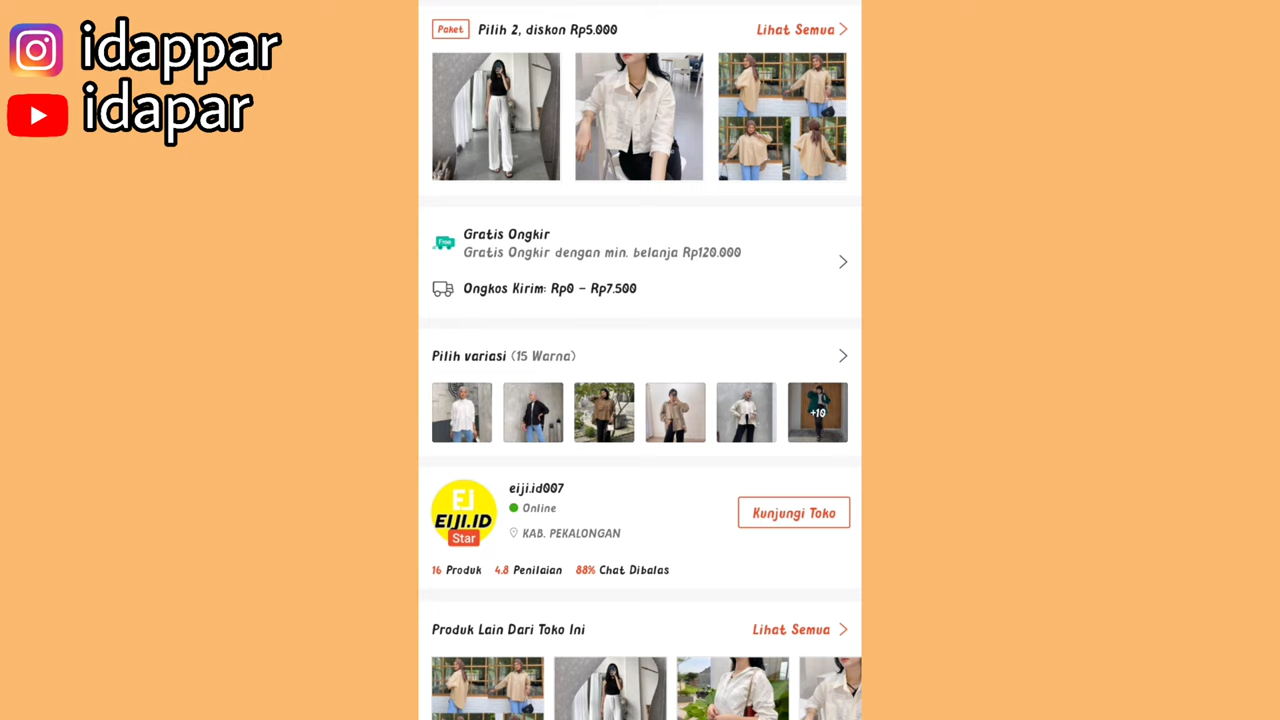 idappar
idapar
Paket Pilih 2, diskon Rp5.000 Lihat Semua
Free Gratis Ongkir
Gratis Ongkir dengan min. belanja Rp120.000
Ongkos Kirim: Rp0 - Rp7.500
Pilih variasi (15 Warna)
+10
EJ
EIJI.ID
Star
eiji.id007
Online
KAB. PEKALONGAN
Kunjungi Toko
16 Produk 4.8 Penilaian 88% Chat Dibalas
Produk Lain Dari Toko Ini Lihat Semua